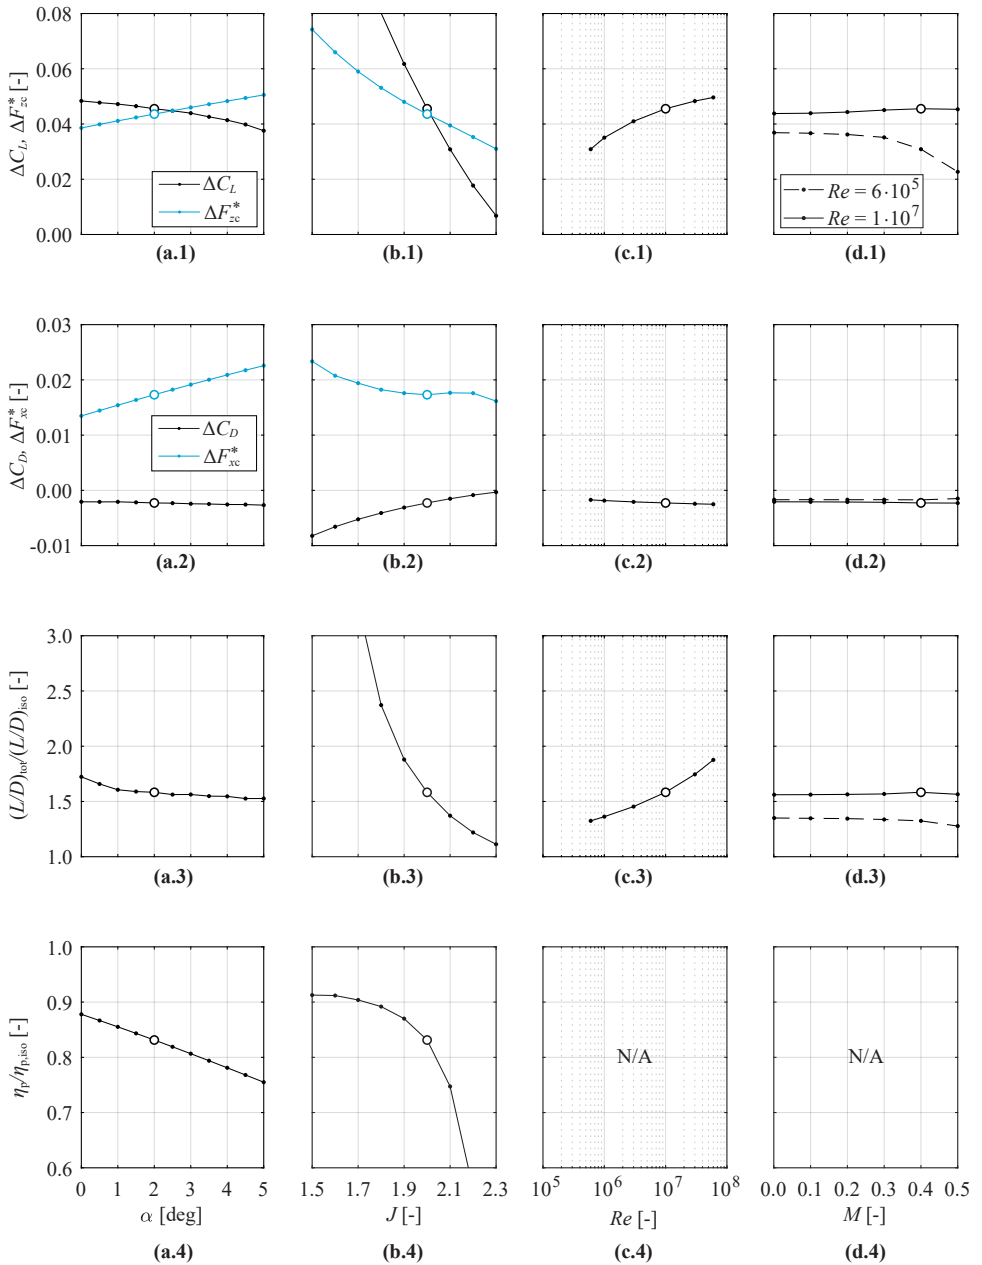 0.08
0.06
0.04
0.02
0.00
ΔC_L, ΔF*_zc [-]
ΔC_L
ΔF*_zc
Re = 6·10^5
Re = 1·10^7
(a.1) (b.1) (c.1) (d.1)
0.03
0.02
0.01
0.00
-0.01
ΔC_D, ΔF*_xc [-]
ΔC_D
ΔF*_xc
(a.2) (b.2) (c.2) (d.2)
3.0
2.5
2.0
1.5
1.0
(L/D)_tot/(L/D)_iso [-]
(a.3) (b.3) (c.3) (d.3)
1.0
0.9
0.8
0.7
0.6
η_p/η_p,iso [-]
N/A N/A
0 1 2 3 4 5 1.5 1.7 1.9 2.1 2.3 10^5 10^6 10^7 10^8 0.0 0.1 0.2 0.3 0.4 0.5
α [deg] J [-] Re [-] M [-]
(a.4) (b.4) (c.4) (d.4)